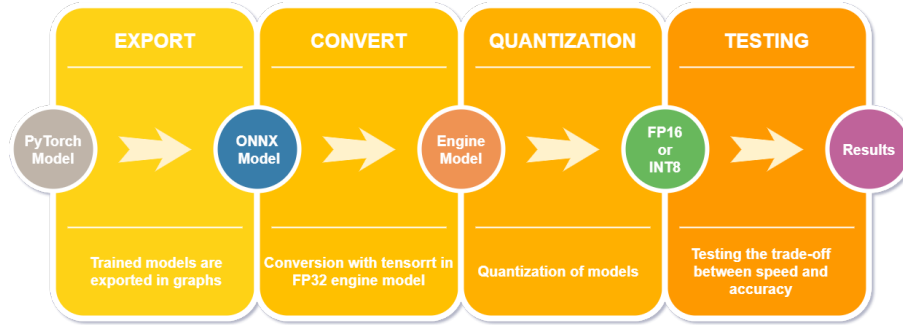 EXPORT
CONVERT
QUANTIZATION
TESTING
PyTorch
Model
ONNX
Model
Engine
Model
FP16
or
INT8
Results
Trained models are
exported in graphs
Conversion with tensorrt in
FP32 engine model
Quantization of models
Testing the trade-off
between speed and
accuracy